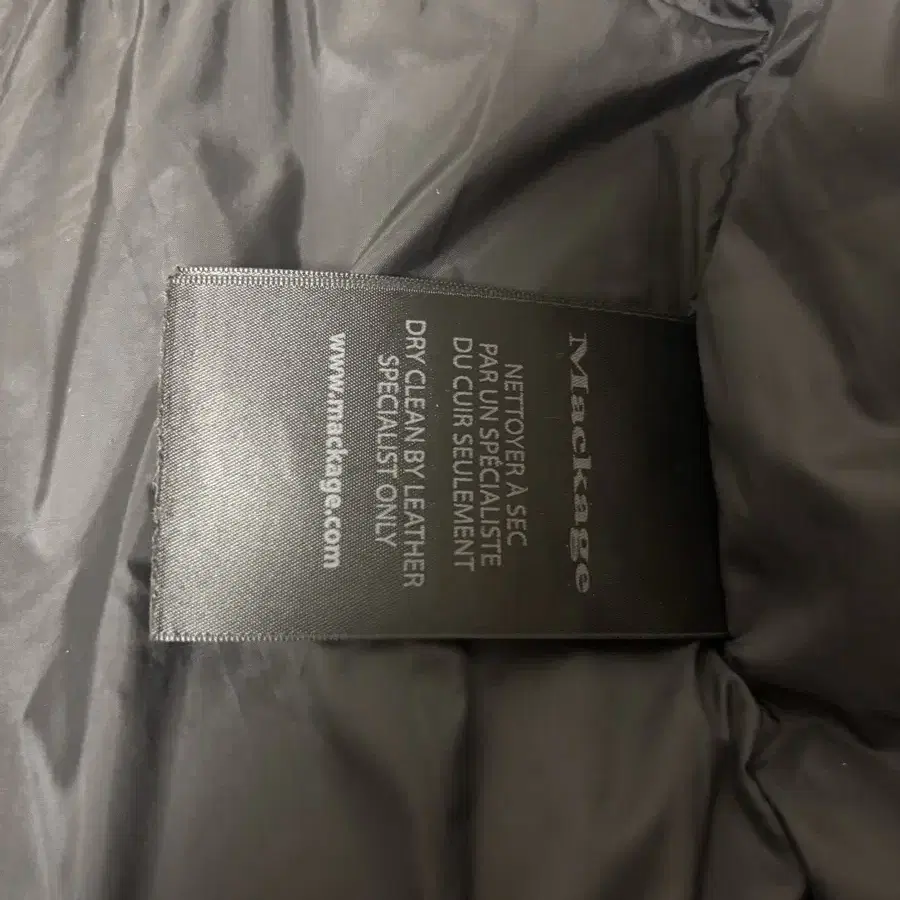 Mackage
NETTOYER À SEC
PAR UN SPÉCIALISTE
DU CUIR SEULEMENT
DRY CLEAN BY LEATHER
SPECIALIST ONLY
www.mackage.com